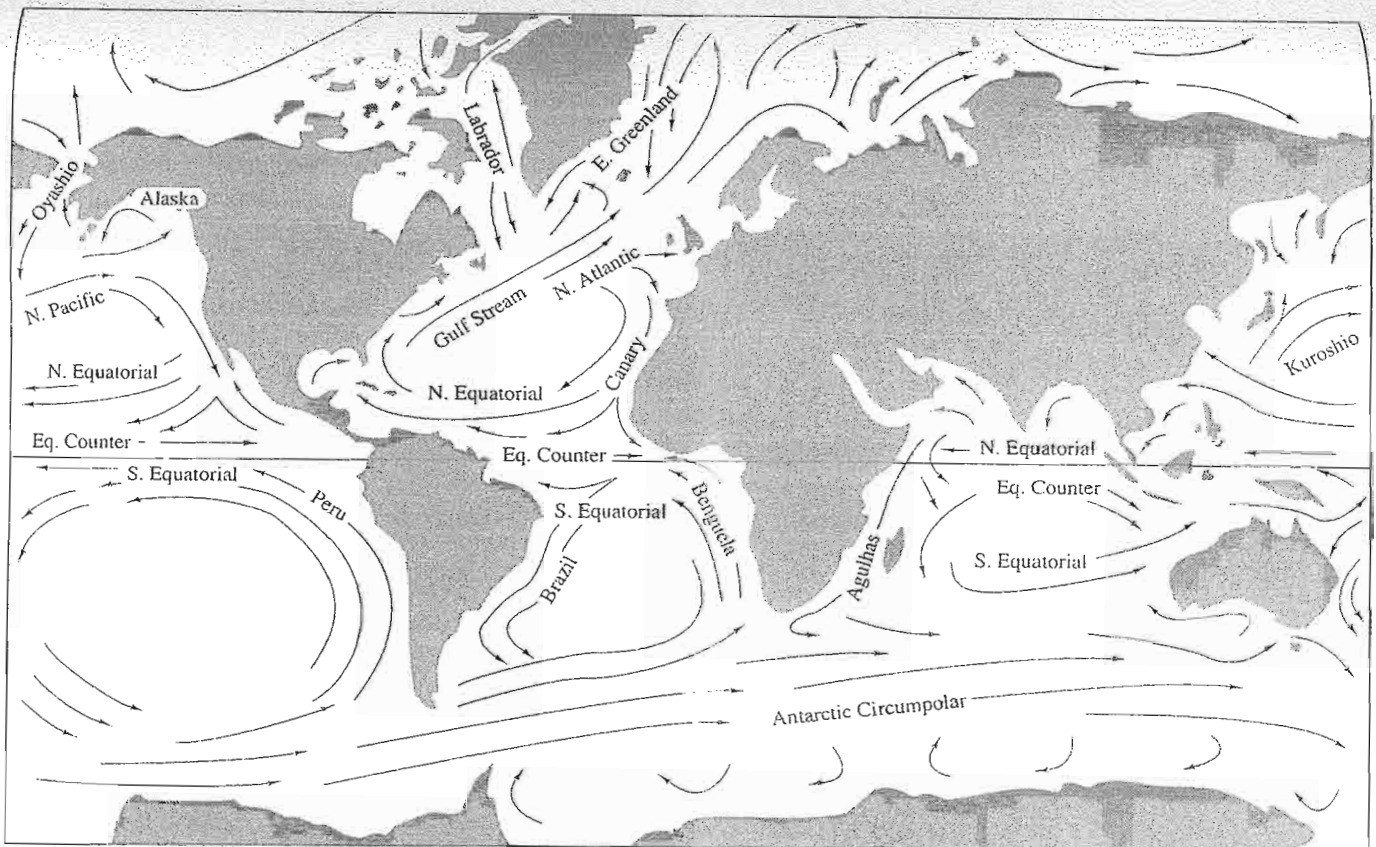 Labrador
E. Greenland
Oyashio
Alaska
N. Pacific
Gulf Stream
N. Atlantic
Kuroshio
N. Equatorial
N. Equatorial
Canary
Eq. Counter
Eq. Counter
N. Equatorial
S. Equatorial
Peru
S. Equatorial
Benguela
Eq. Counter
Brazil
Agulhas
S. Equatorial
Antarctic Circumpolar